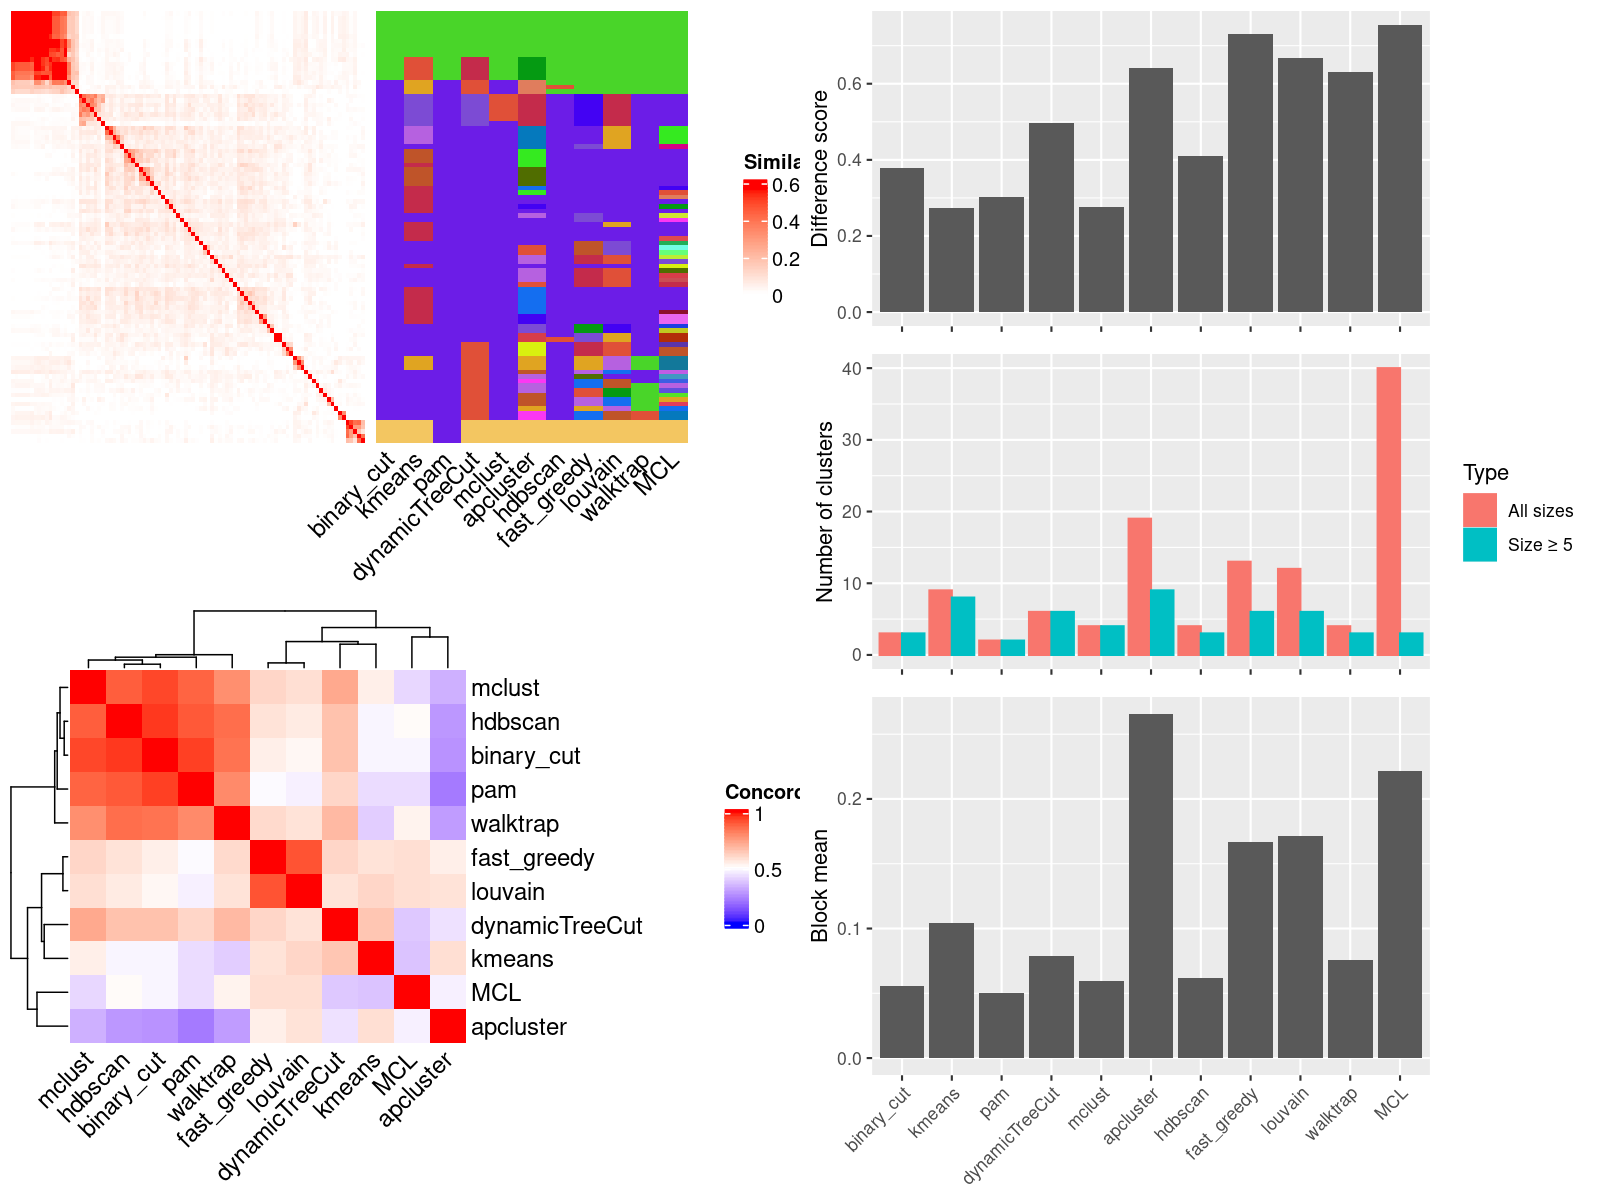 Simila
0.6
0.4
0.2
0
binary_cut
kmeans
pam
dynamicTreeCut
mclust
apcluster
hdbscan
fast_greedy
louvain
walktrap
MCL
Difference score
0.6
0.4
0.2
0.0
Number of clusters
40
30
20
10
0
Type
All sizes
Size ≥ 5
mclust
hdbscan
binary_cut
pam
walktrap
fast_greedy
louvain
dynamicTreeCut
kmeans
MCL
apcluster
mclust
hdbscan
binary_cut
pam
walktrap
fast_greedy
louvain
dynamicTreeCut
kmeans
MCL
apcluster
Concord
1
0.5
0
Block mean
0.2
0.1
0.0
binary_cut
kmeans
pam
dynamicTreeCut
mclust
apcluster
hdbscan
fast_greedy
louvain
walktrap
MCL